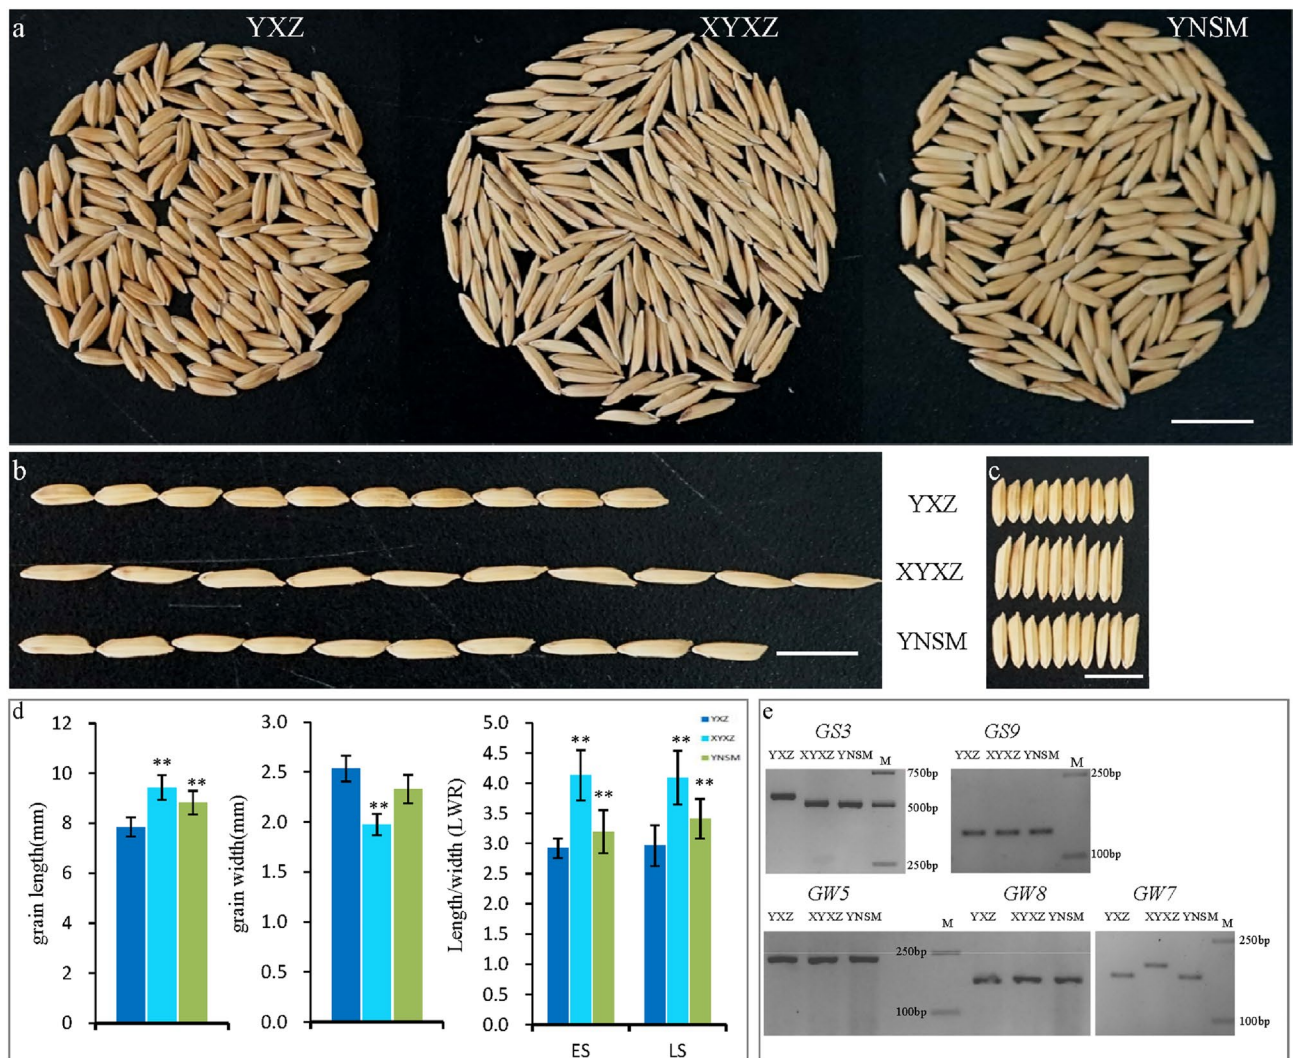 a
YXZ
XYXZ
YNSM
b
c
YXZ
XYXZ
YNSM
d
12
10
8
6
4
2
0
grain length(mm)
**
**
3.0
2.5
2.0
1.5
1.0
0.5
0.0
grain width(mm)
**
5.0
4.5
4.0
3.5
3.0
2.5
2.0
1.5
1.0
0.5
0.0
Length/width (LWR)
YXZ
XYXZ
YNSM
**
**
**
**
ES
LS
e
GS3
YXZ XYXZ YNSM
M
750bp
500bp
250bp
GS9
YXZ XYXZ YNSM
M
250bp
100bp
GW5
YXZ XYXZ YNSM
M
250bp
100bp
GW8
YXZ XYXZ YNSM
GW7
YXZ XYXZ YNSM
M
250bp
100bp